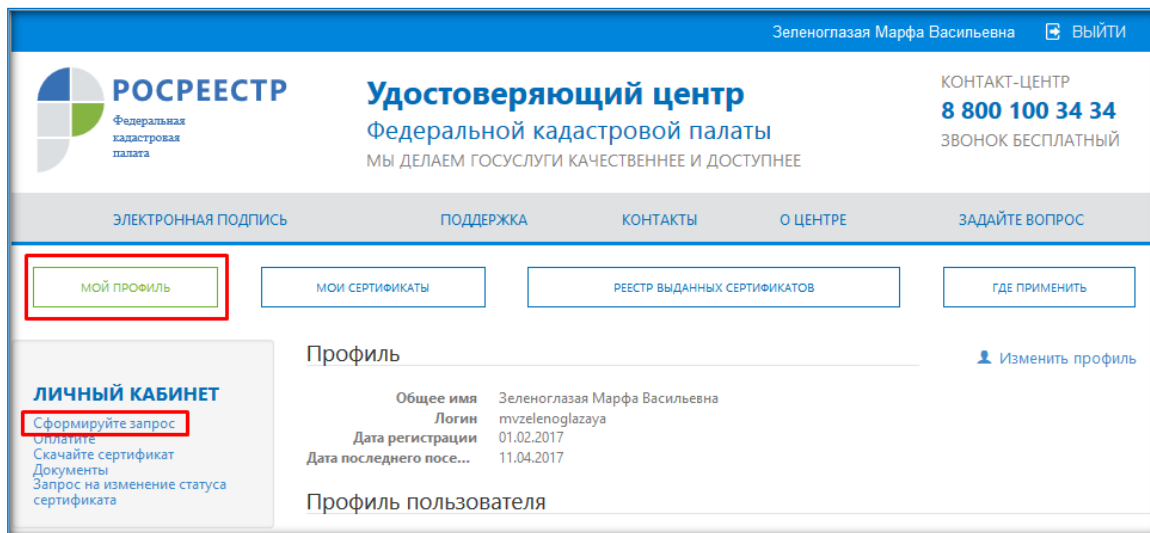 Зеленоглазая Марфа Васильевна ВЫЙТИ
РОСРЕЕСТР
Федеральная
кадастровая
палата
Удостоверяющий центр
Федеральной кадастровой палаты
МЫ ДЕЛАЕМ ГОСУСЛУГИ КАЧЕСТВЕННЕЕ И ДОСТУПНЕЕ
КОНТАКТ-ЦЕНТР
8 800 100 34 34
ЗВОНОК БЕСПЛАТНЫЙ
ЭЛЕКТРОННАЯ ПОДПИСЬ ПОДДЕРЖКА КОНТАКТЫ О ЦЕНТРЕ ЗАДАЙТЕ ВОПРОС
МОЙ ПРОФИЛЬ МОИ СЕРТИФИКАТЫ РЕЕСТР ВЫДАННЫХ СЕРТИФИКАТОВ ГДЕ ПРИМЕНИТЬ
ЛИЧНЫЙ КАБИНЕТ
Сформируйте запрос
Оплатите
Скачайте сертификат
Документы
Запрос на изменение статуса
сертификата
Профиль
Изменить профиль
Общее имя Зеленоглазая Марфа Васильевна
Логин mvzelenoglazaya
Дата регистрации 01.02.2017
Дата последнего посе... 11.04.2017
Профиль пользователя